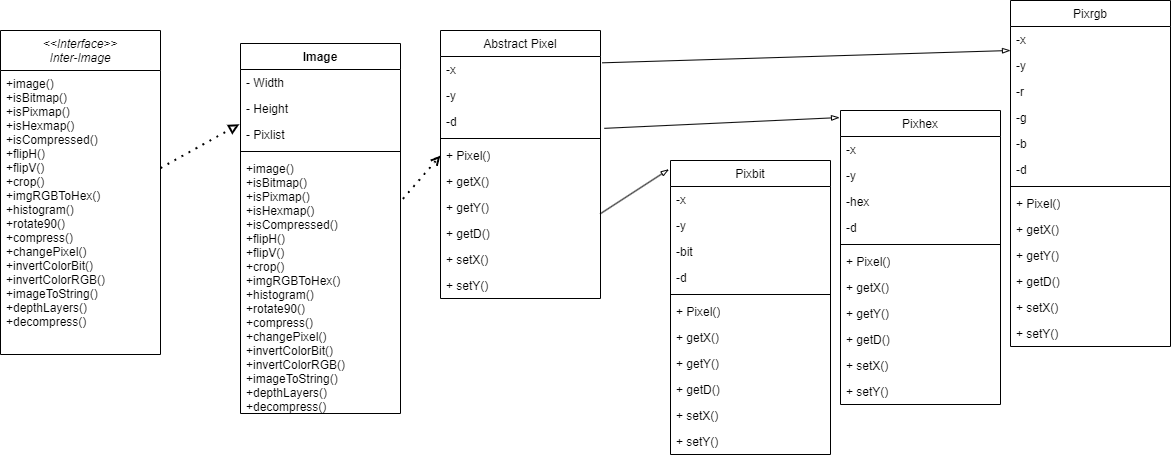 <<Interface>>
Inter-Image
+image()
+isBitmap()
+isPixmap()
+isHexmap()
+isCompressed()
+flipH()
+flipV()
+crop()
+imgRGBToHex()
+histogram()
+rotate90()
+compress()
+changePixel()
+invertColorBit()
+invertColorRGB()
+imageToString()
+depthLayers()
+decompress()
Image
- Width
- Height
- Pixlist
+image()
+isBitmap()
+isPixmap()
+isHexmap()
+isCompressed()
+flipH()
+flipV()
+crop()
+imgRGBToHex()
+histogram()
+rotate90()
+compress()
+changePixel()
+invertColorBit()
+invertColorRGB()
+imageToString()
+depthLayers()
+decompress()
Abstract Pixel
-x
-y
-d
+ Pixel()
+ getX()
+ getY()
+ getD()
+ setX()
+ setY()
Pixbit
-x
-y
-bit
-d
+ Pixel()
+ getX()
+ getY()
+ getD()
+ setX()
+ setY()
Pixhex
-x
-y
-hex
-d
+ Pixel()
+ getX()
+ getY()
+ getD()
+ setX()
+ setY()
Pixrgb
-x
-y
-r
-g
-b
-d
+ Pixel()
+ getX()
+ getY()
+ getD()
+ setX()
+ setY()